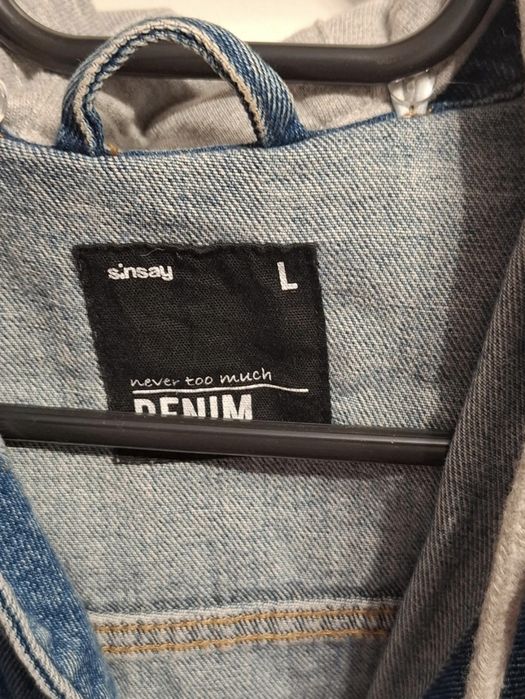 sinsay
L
never too much
DENIM